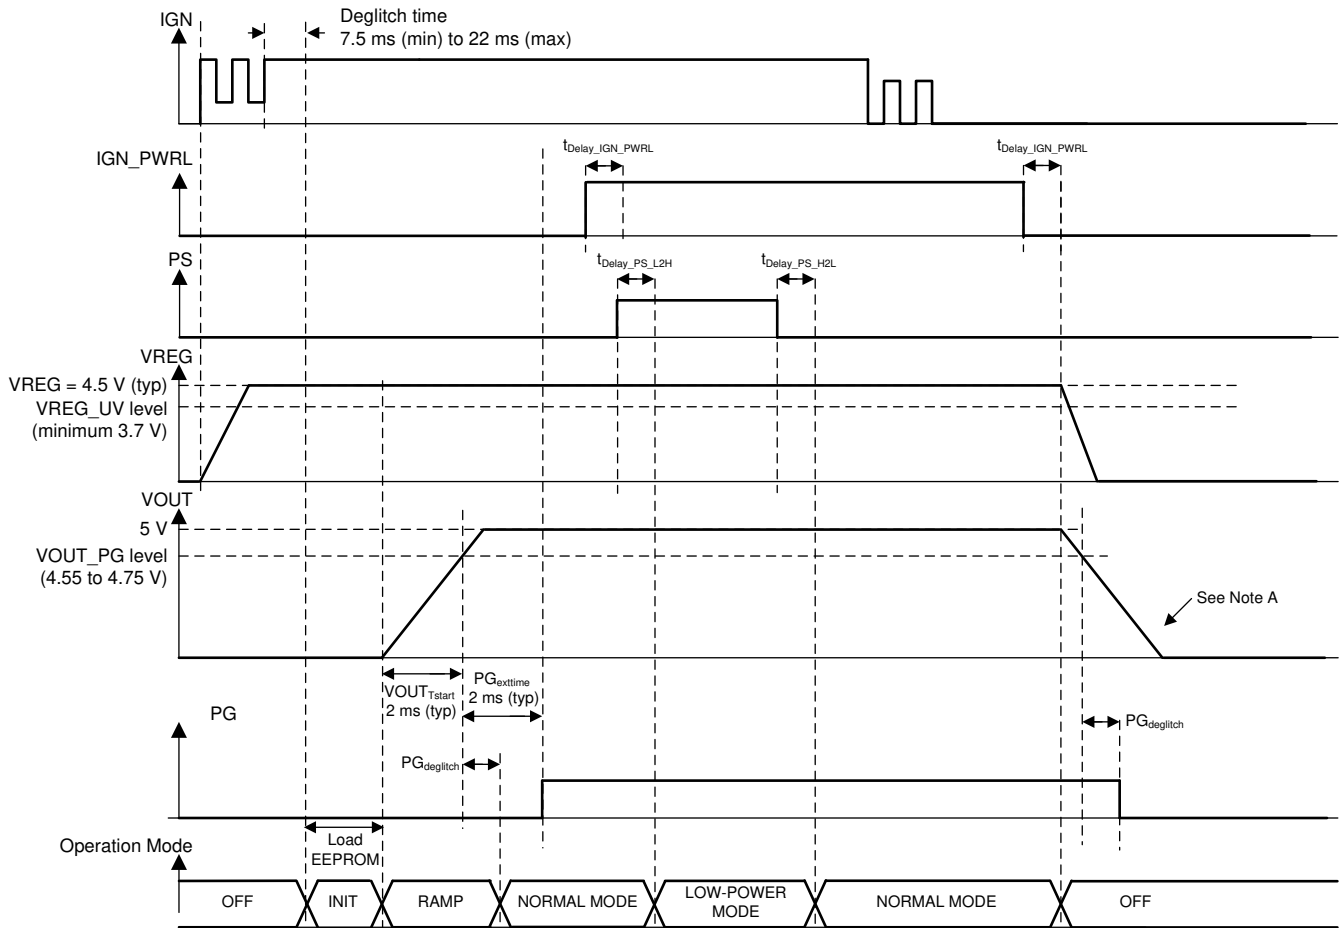 IGN
Deglitch time
7.5 ms (min) to 22 ms (max)
IGN_PWRL
tDelay_IGN_PWRL
tDelay_IGN_PWRL
PS
tDelay_PS_L2H
tDelay_PS_H2L
VREG
VREG = 4.5 V (typ)
VREG_UV level
(minimum 3.7 V)
VOUT
5 V
VOUT_PG level
(4.55 to 4.75 V)
See Note A
VOUTTstart
2 ms (typ)
PGexttime
2 ms (typ)
PG
PGdeglitch
PGdeglitch
Load
EEPROM
Operation Mode
OFF
INIT
RAMP
NORMAL MODE
LOW-POWER
MODE
NORMAL MODE
OFF